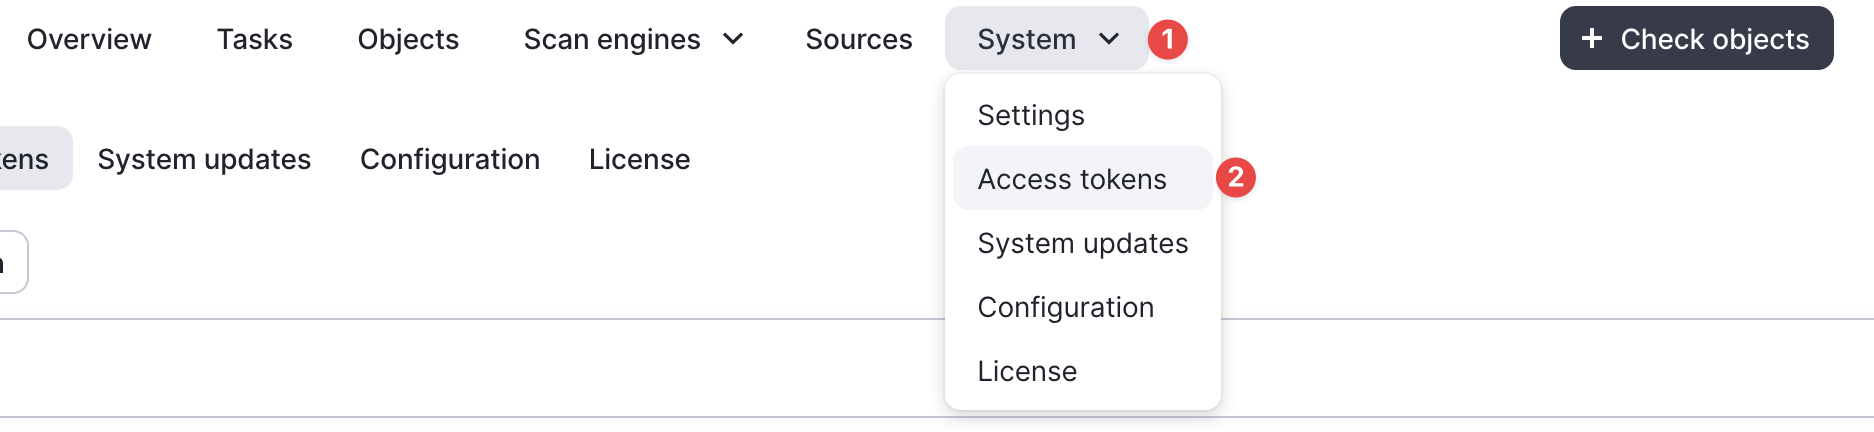 Overview Tasks Objects Scan engines Sources System 1 + Check objects
Settings
System updates Configuration License
Access tokens 2
System updates
Configuration
License